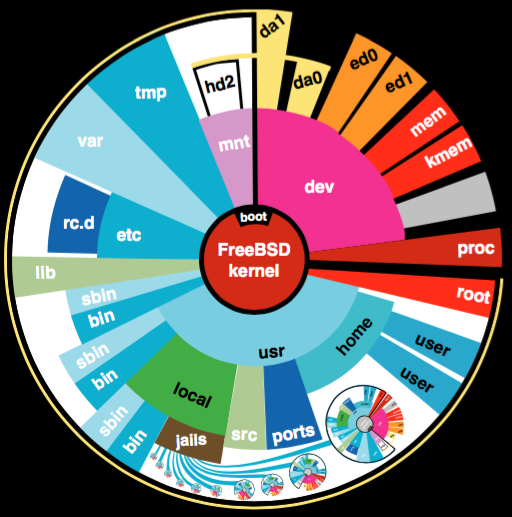 da1
da0
ed0
ed1
mem
kmem
hd2
tmp
mnt
var
dev
rc.d
etc
boot
FreeBSD
kernel
proc
lib
root
sbin
bin
usr
home
user
user
sbin
bin
local
sbin
bin
jails
src
ports